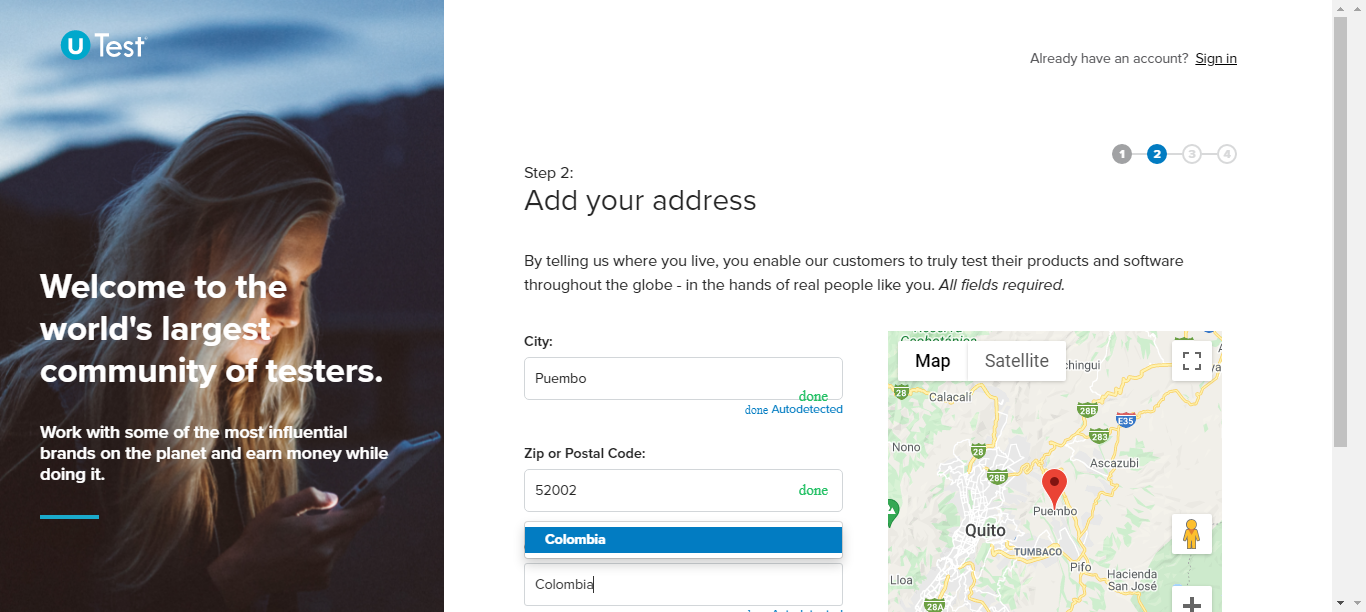 U Test
Already have an account? Sign in
1 2 3 4
Step 2:
Add your address
By telling us where you live, you enable our customers to truly test their products and software
throughout the globe - in the hands of real people like you. All fields required.
Welcome to the
world's largest
community of testers.
Work with some of the most influential
brands on the planet and earn money while
doing it.
City:
Puembo
done
done Autodetected
Zip or Postal Code:
52002
done
Colombia
Colombia
Map
Satellite
chingui
28
Calacalí
28B
E35
283
Nono
28
Ascazubi
28B
Puembo
Quito
TUMBACO
Pifo
Hacienda
San José
Lloa
28A